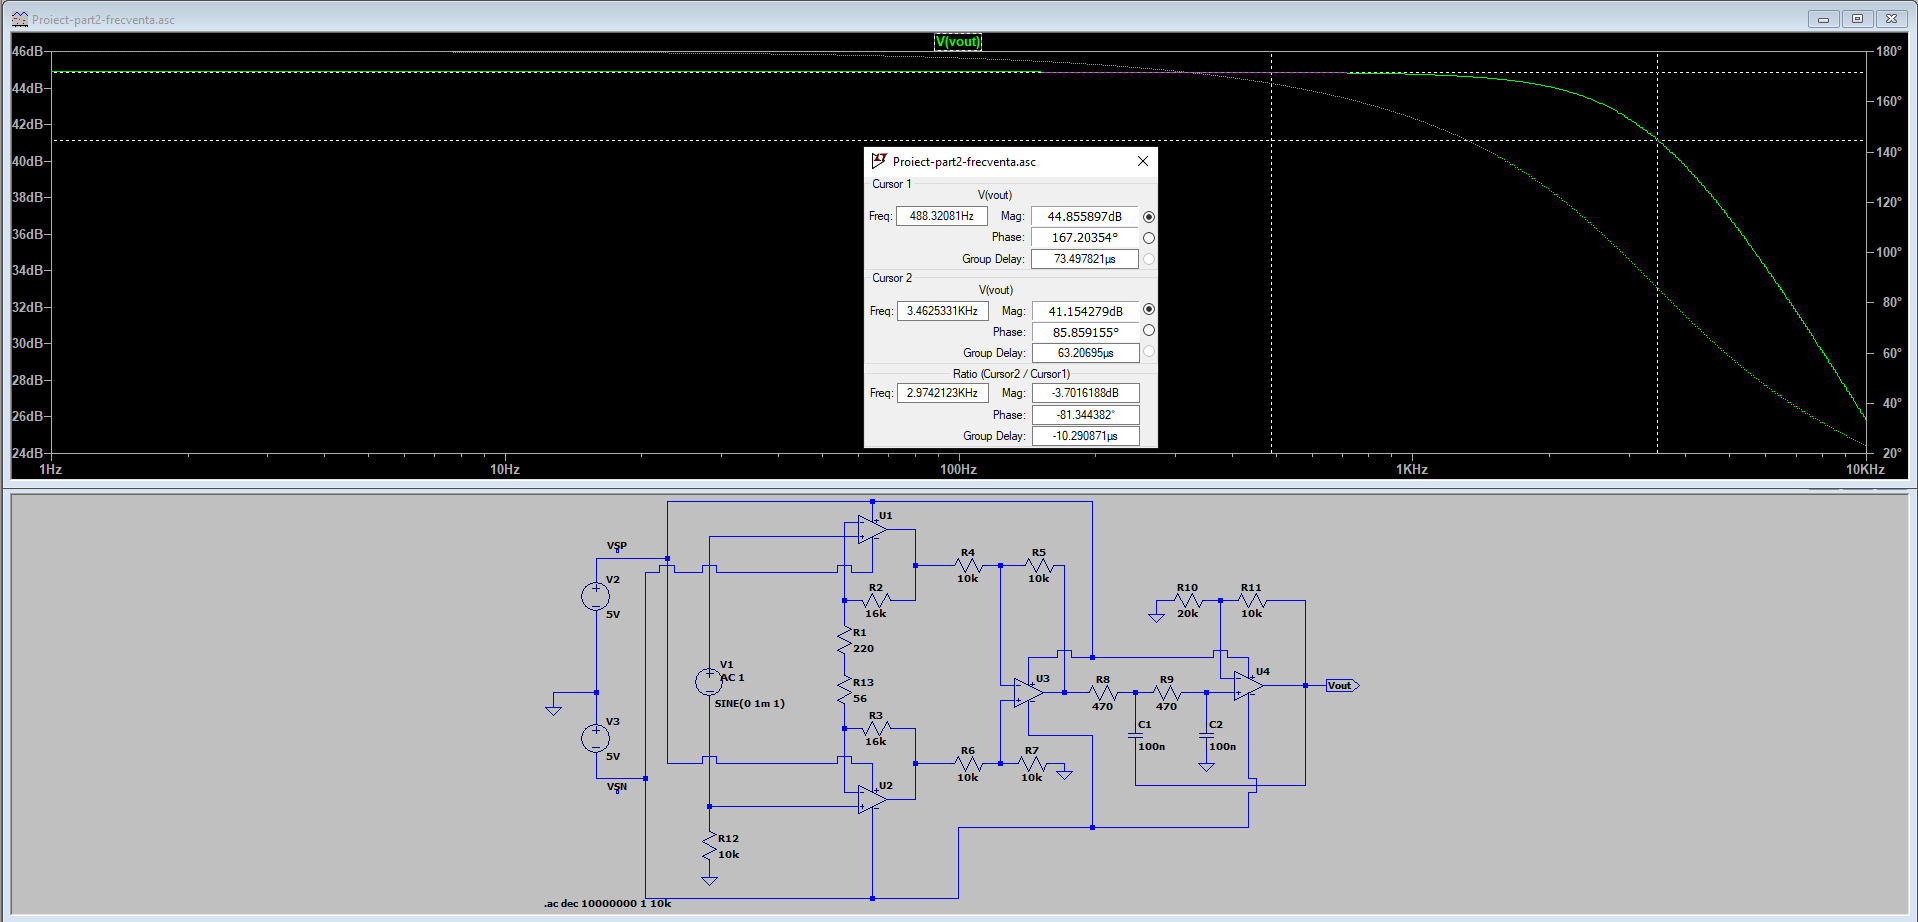 Proiect-part2-frecventa.asc
V(vout)
46dB
44dB
42dB
40dB
38dB
36dB
34dB
32dB
30dB
28dB
26dB
24dB
180°
160°
140°
120°
100°
80°
60°
40°
20°
1Hz
10Hz
100Hz
1KHz
10KHz
Proiect-part2-frecventa.asc
Cursor 1
V(vout)
Freq: 488.32081Hz Mag: 44.855897dB
Phase: 167.20354°
Group Delay: 73.497821µs
Cursor 2
V(vout)
Freq: 3.4625331KHz Mag: 41.154279dB
Phase: 85.859155°
Group Delay: 63.20695µs
Ratio (Cursor2 / Cursor1)
Freq: 2.9742123KHz Mag: -3.7016188dB
Phase: -81.344382°
Group Delay: -10.290871µs
VSP
V2
5V
V3
5V
VSN
V1
AC 1
SINE(0 1m 1)
R12
10k
U1
R2
16k
R1
220
R13
56
R3
16k
U2
R4
10k
R5
10k
R6
10k
R7
10k
U3
R8
470
R9
470
C1
100n
C2
100n
R10
20k
R11
10k
U4
Vout
.ac dec 10000000 1 10k